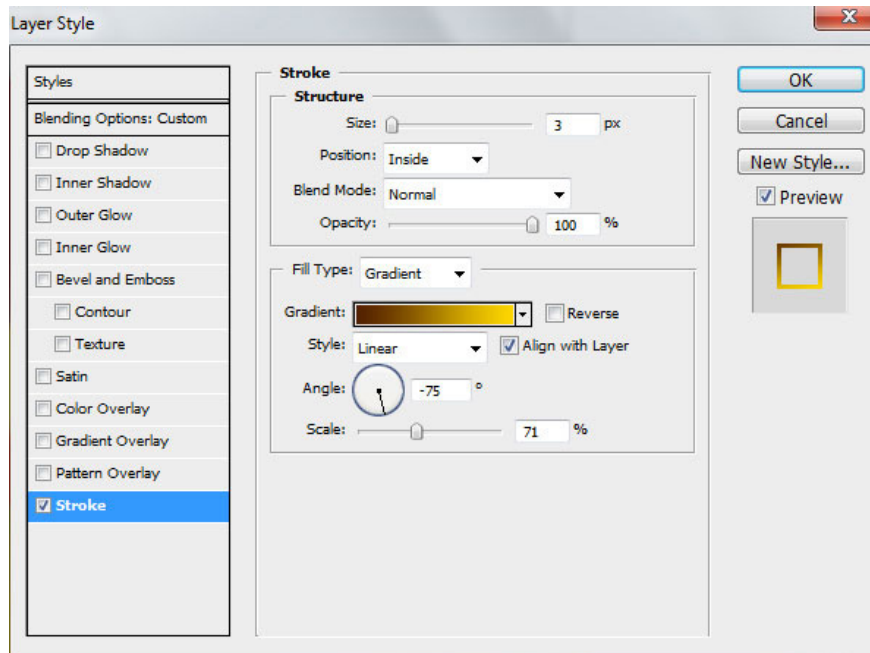 Layer Style
Styles
Blending Options: Custom
Drop Shadow
Inner Shadow
Outer Glow
Inner Glow
Bevel and Emboss
Contour
Texture
Satin
Color Overlay
Gradient Overlay
Pattern Overlay
Stroke
Stroke
Structure
Size: 3 px
Position: Inside
Blend Mode: Normal
Opacity: 100 %
Fill Type: Gradient
Gradient: Reverse
Style: Linear Align with Layer
Angle: -75 °
Scale: 71 %
OK
Cancel
New Style...
Preview